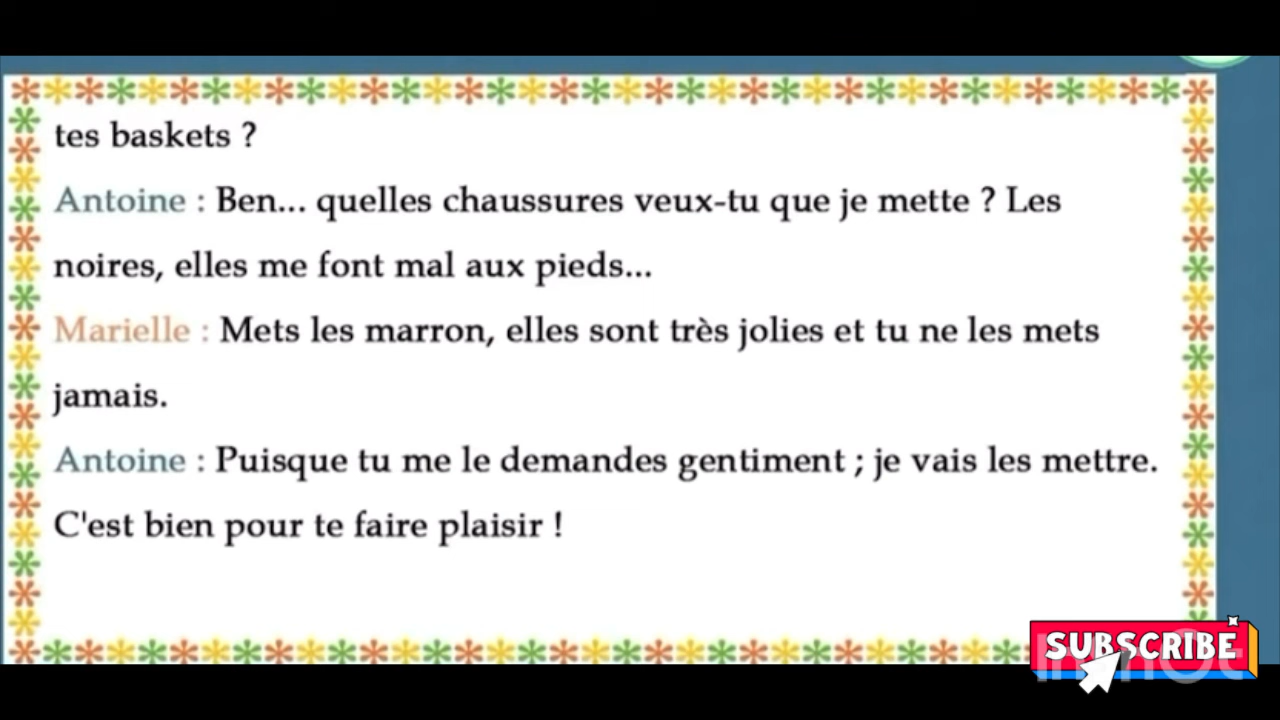 tes baskets ?
Antoine : Ben... quelles chaussures veux-tu que je mette ? Les
noires, elles me font mal aux pieds...
Marielle : Mets les marron, elles sont très jolies et tu ne les mets
jamais.
Antoine : Puisque tu me le demandes gentiment ; je vais les mettre.
C'est bien pour te faire plaisir !
SUBSCRIBE